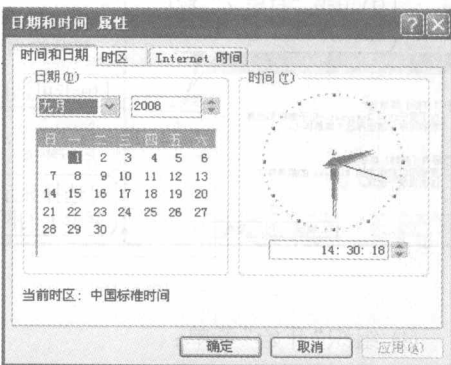 日期和时间 属性
时间和日期 时区 Internet 时间
日期(D)
九月 2008
日 一 二 三 四 五 六
1 2 3 4 5 6
7 8 9 10 11 12 13
14 15 16 17 18 19 20
21 22 23 24 25 26 27
28 29 30
时间(T)
14: 30: 18
当前时区: 中国标准时间
确定 取消 应用(A)